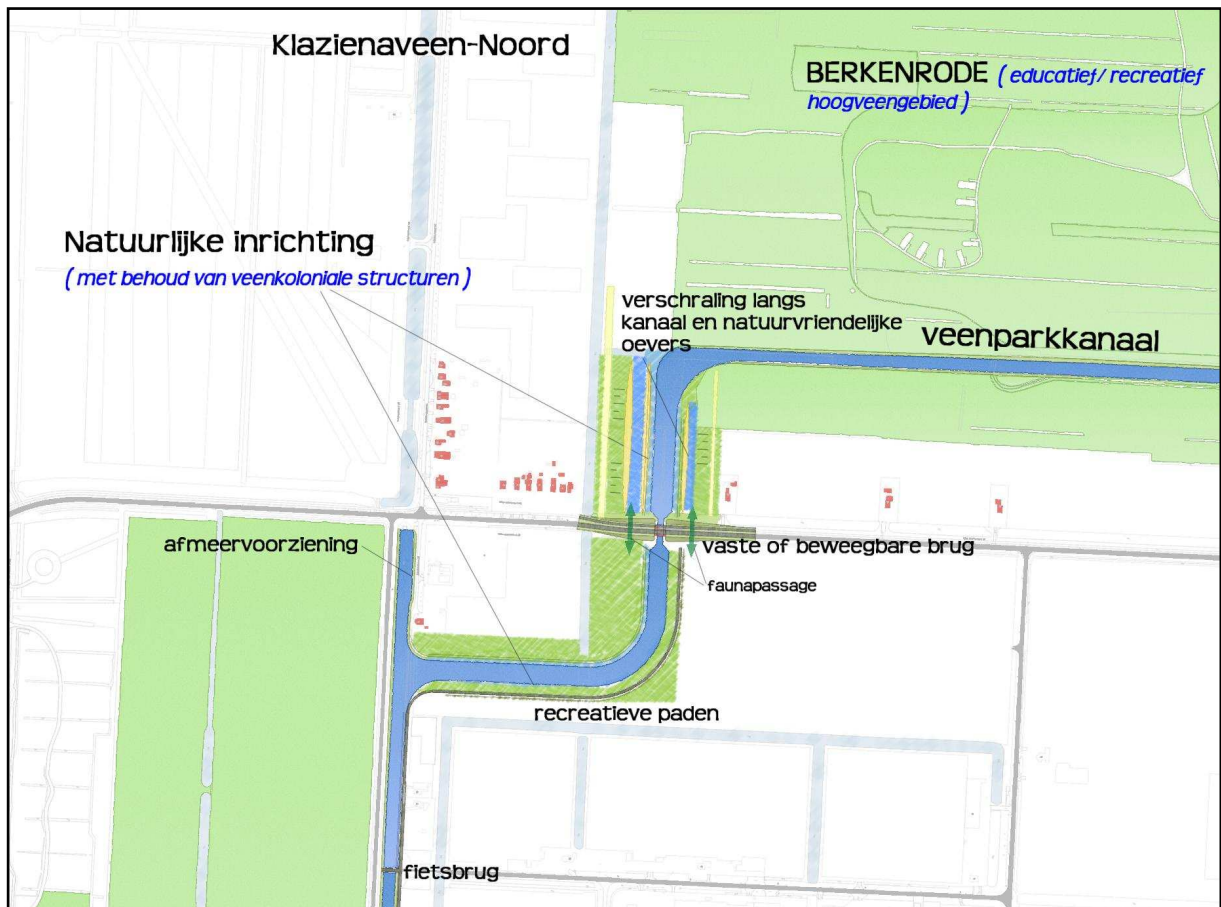 Klazienaveen-Noord
BERKENRODE (educatief/recreatief
hoogveengebied)
Natuurlijke inrichting
(met behoud van veenkoloniale structuren)
verschraling langs
kanaal en natuurvriendelijke
oevers
veenparkkanaal
afmeervoorziening
vaste of beweegbare brug
faunapassage
recreatieve paden
fietsbrug